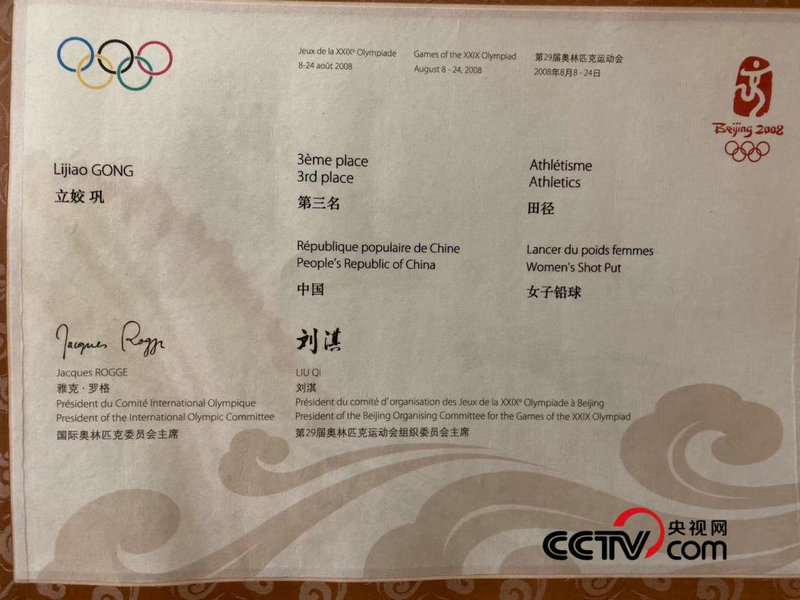 Jeux de la XXIXᵉ Olympiade
8-24 août 2008
Games of the XXIX Olympiad
August 8 - 24, 2008
第29届奥林匹克运动会
2008年8月8 - 24日
Beijing 2008
Lijiao GONG
立姣 巩
3ème place
3rd place
第三名
Athlétisme
Athletics
田径
République populaire de Chine
People's Republic of China
中国
Lancer du poids femmes
Women's Shot Put
女子铅球
Jacques Rogge
Jacques ROGGE
雅克·罗格
Président du Comité International Olympique
President of the International Olympic Committee
国际奥林匹克委员会主席
刘淇
LIU Qi
刘淇
Président du comité d'organisation des Jeux de la XXIXᵉ Olympiade à Beijing
President of the Beijing Organising Committee for the Games of the XXIX Olympiad
第29届奥林匹克运动会组织委员会主席
CCTV 央视网
com